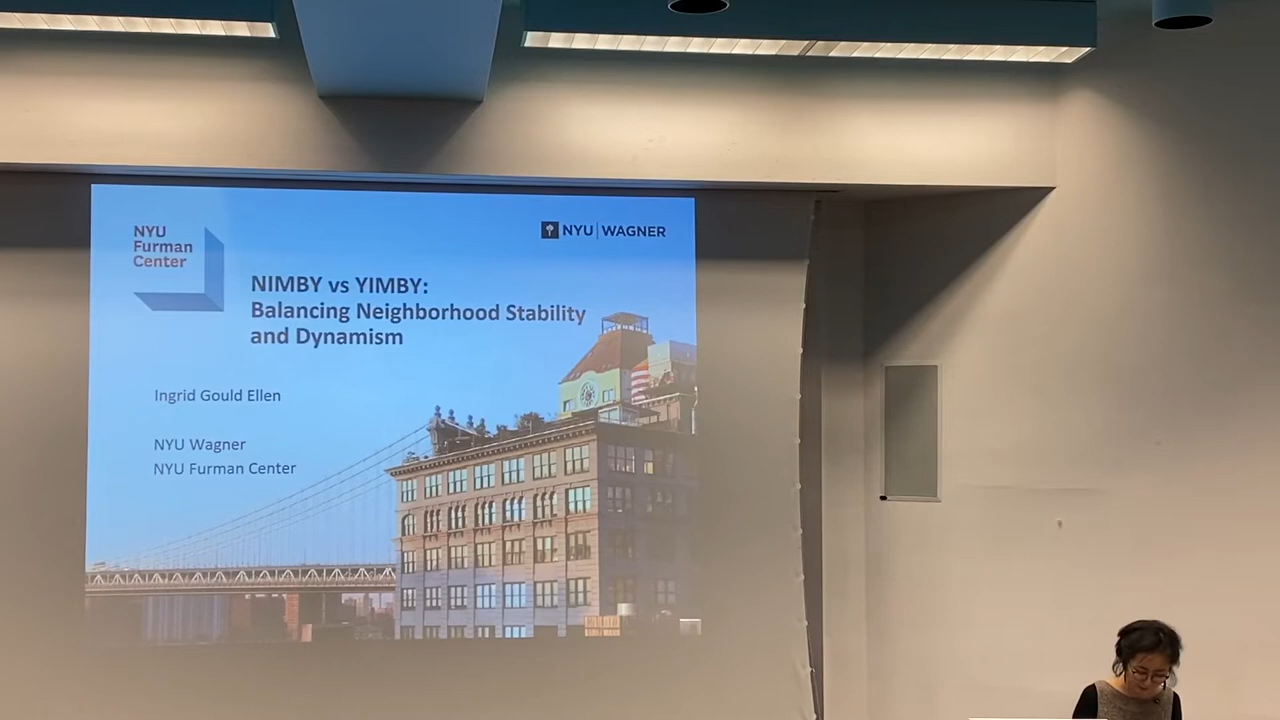 NYU
Furman
Center
NYU | WAGNER
NIMBY vs YIMBY:
Balancing Neighborhood Stability
and Dynamism
Ingrid Gould Ellen
NYU Wagner
NYU Furman Center